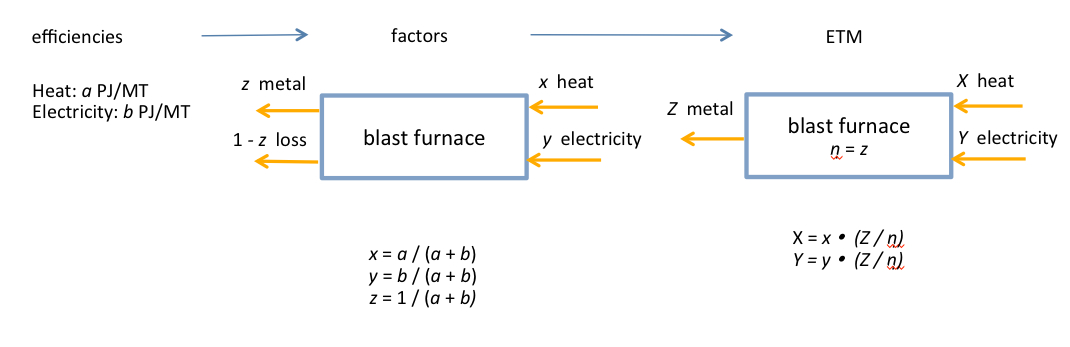 efficiencies
factors
ETM
Heat: a PJ/MT
Electricity: b PJ/MT
z metal
1 - z loss
blast furnace
x heat
y electricity
x = a / (a + b)
y = b / (a + b)
z = 1 / (a + b)
Z metal
blast furnace
n = z
X heat
Y electricity
X = x • (Z / n)
Y = y • (Z / n)